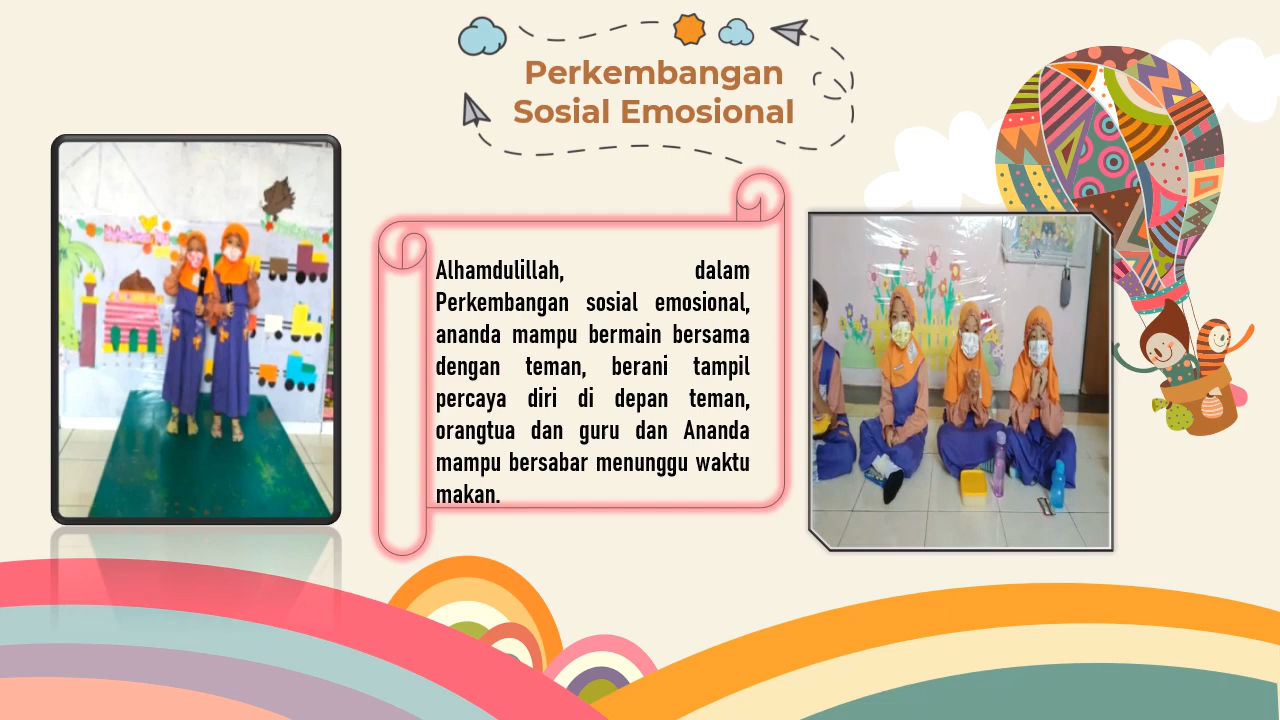 Perkembangan
Sosial Emosional
Alhamdulillah, dalam
Perkembangan sosial emosional,
ananda mampu bermain bersama
dengan teman, berani tampil
percaya diri di depan teman,
orangtua dan guru dan Ananda
mampu bersabar menunggu waktu
makan.